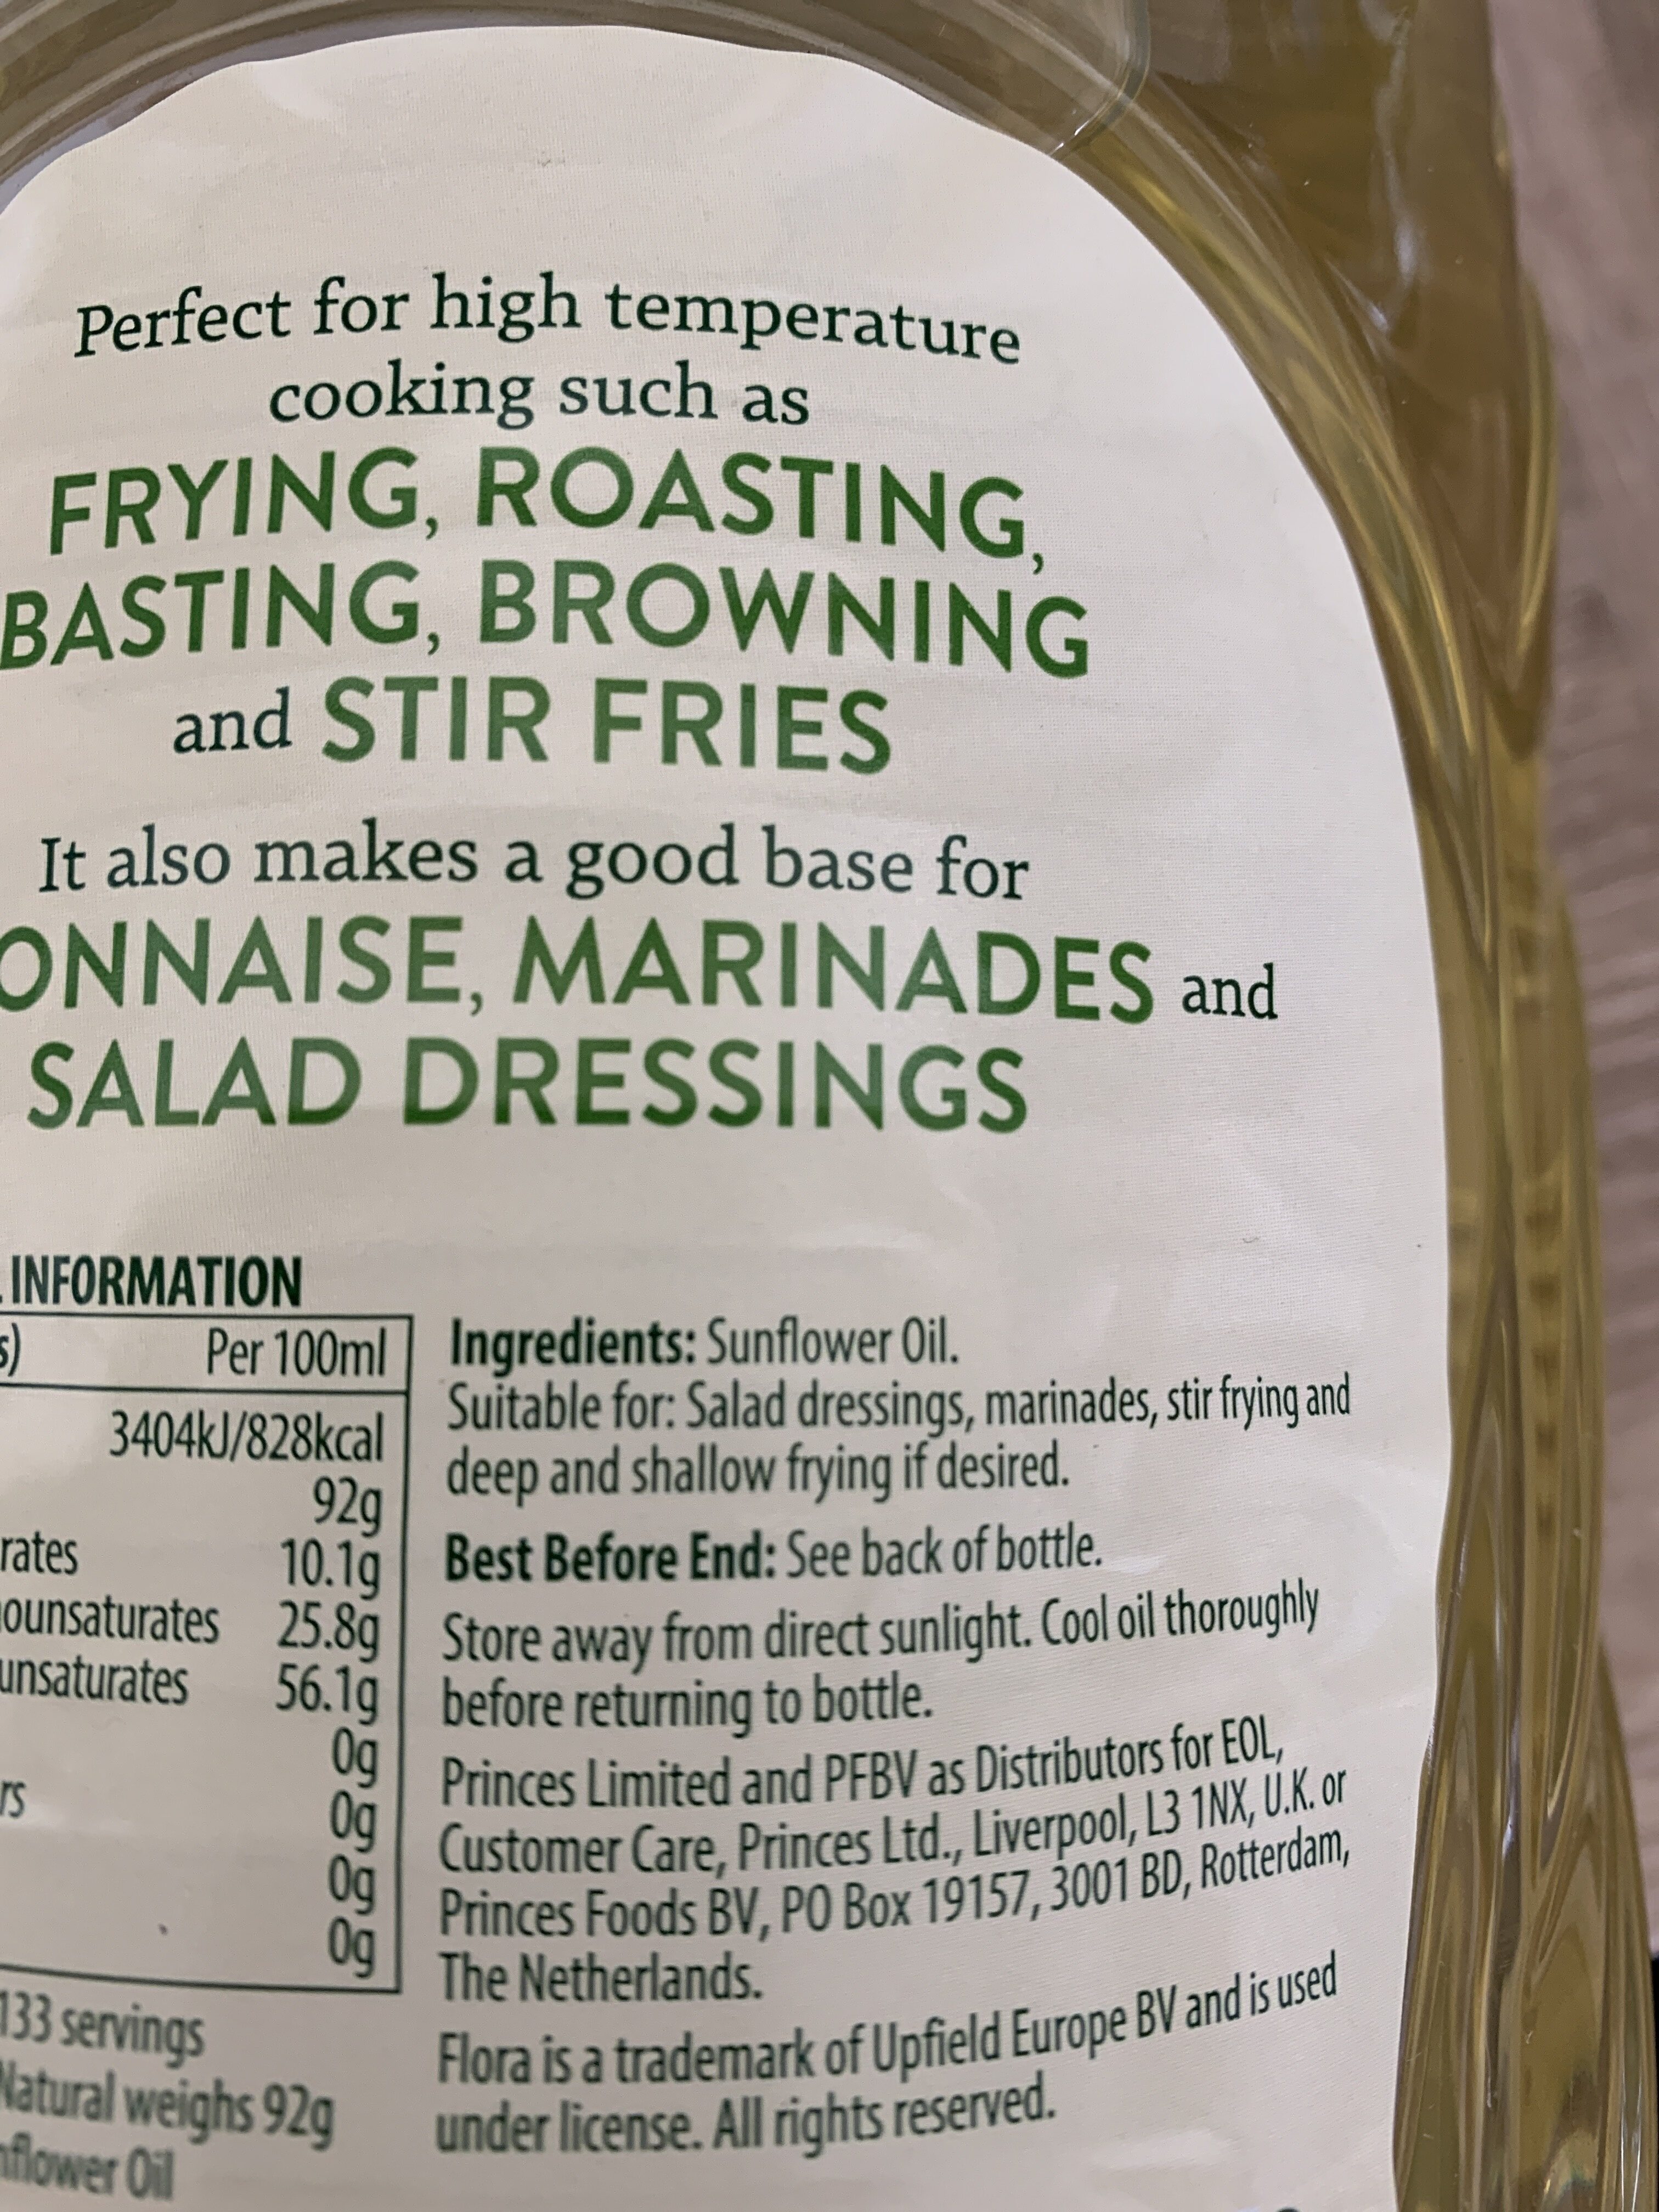 Perfect for high temperature
cooking such as
FRYING, ROASTING,
BASTING, BROWNING
and STIR FRIES
It also makes a good base for
ONNAISE, MARINADES and
SALAD DRESSINGS
INFORMATION
s) Per 100ml
3404kJ/828kcal
92g
rates 10.1g
ounsaturates 25.8g
unsaturates 56.1g
0g
rs 0g
0g
0g
133 servings
Natural weighs 92g
nflower Oil
Ingredients: Sunflower Oil.
Suitable for: Salad dressings, marinades, stir frying and
deep and shallow frying if desired.
Best Before End: See back of bottle.
Store away from direct sunlight. Cool oil thoroughly
before returning to bottle.
Princes Limited and PFBV as Distributors for EOL,
Customer Care, Princes Ltd., Liverpool, L3 1NX, U.K. or
Princes Foods BV, PO Box 19157, 3001 BD, Rotterdam,
The Netherlands.
Flora is a trademark of Upfield Europe BV and is used
under license. All rights reserved.